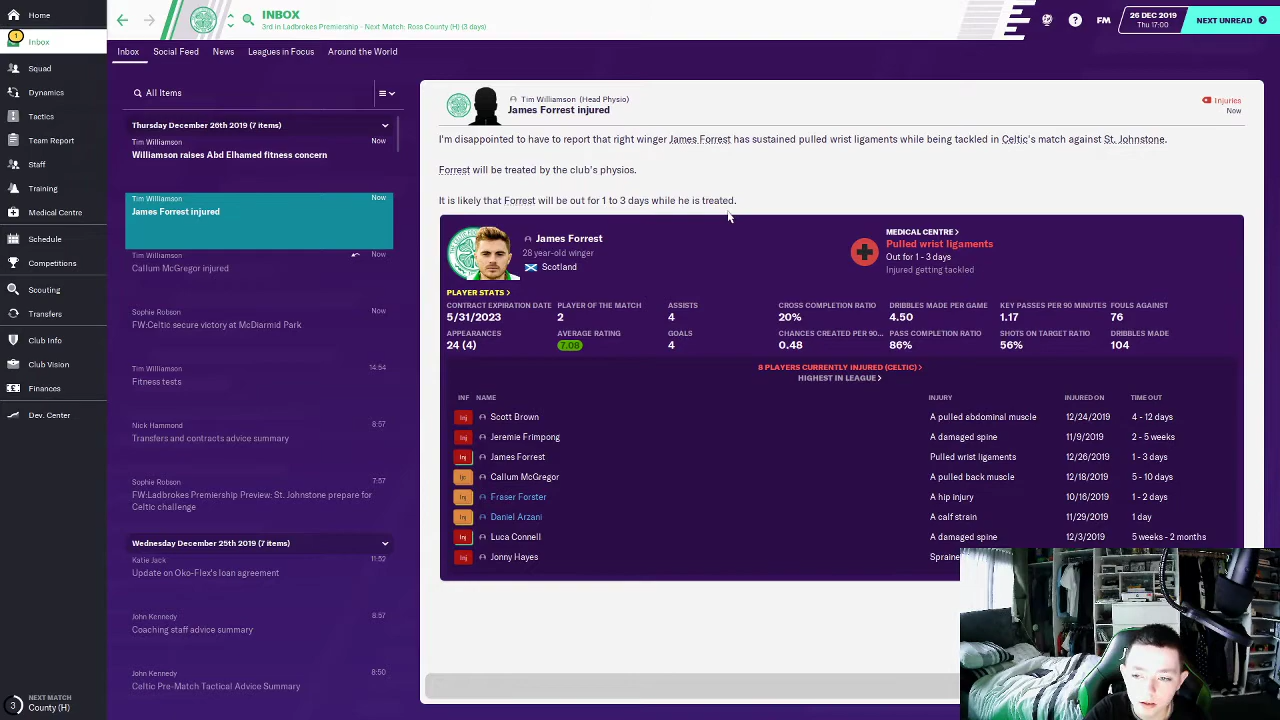 INBOX
3rd in Ladbrokes Premiership - Next Match: Ross County (H) (3 days)
?
FM
26 DEC 2019
Thu 17:00
NEXT UNREAD
Home
1
Inbox
Squad
Dynamics
Tactics
Team Report
Staff
Training
Medical Centre
Schedule
Competitions
Scouting
Transfers
Club Info
Club Vision
Finances
Dev. Center
3
NEXT MATCH
County (H)
Inbox
Social Feed
News
Leagues in Focus
Around the World
All Items
Thursday December 26th 2019 (7 items)
Tim Williamson
Now
Williamson raises Abd Elhamed fitness concern
Tim Williamson
Now
James Forrest injured
Tim Williamson
Now
Callum McGregor injured
Sophie Robson
Now
FW:Celtic secure victory at McDiarmid Park
Tim Williamson
14:54
Fitness tests
Nick Hammond
8:57
Transfers and contracts advice summary
Sophie Robson
7:57
FW:Ladbrokes Premiership Preview: St. Johnstone prepare for
Celtic challenge
Wednesday December 25th 2019 (7 items)
Katie Jack
11:52
Update on Oko-Flex's loan agreement
John Kennedy
8:57
Coaching staff advice summary
John Kennedy
8:50
Celtic Pre-Match Tactical Advice Summary
Tim Williamson (Head Physio)
James Forrest injured
Injuries
Now
I'm disappointed to have to report that right winger James Forrest has sustained pulled wrist ligaments while being tackled in Celtic's match against St. Johnstone.
Forrest will be treated by the club's physios.
It is likely that Forrest will be out for 1 to 3 days while he is treated.
James Forrest
28 year-old winger
Scotland
MEDICAL CENTRE
Pulled wrist ligaments
Out for 1 - 3 days
Injured getting tackled
PLAYER STATS
CONTRACT EXPIRATION DATE PLAYER OF THE MATCH ASSISTS CROSS COMPLETION RATIO DRIBBLES MADE PER GAME KEY PASSES PER 90 MINUTES FOULS AGAINST
5/31/2023 2 4 20% 4.50 1.17 76
APPEARANCES AVERAGE RATING GOALS CHANCES CREATED PER 90... PASS COMPLETION RATIO SHOTS ON TARGET RATIO DRIBBLES MADE
24 (4) 7.08 4 0.48 86% 56% 104
8 PLAYERS CURRENTLY INJURED (CELTIC)
HIGHEST IN LEAGUE
INF NAME INJURY INJURED ON TIME OUT
Inj Scott Brown A pulled abdominal muscle 12/24/2019 4 - 12 days
Inj Jeremie Frimpong A damaged spine 11/9/2019 2 - 5 weeks
Inj James Forrest Pulled wrist ligaments 12/26/2019 1 - 3 days
Inj Callum McGregor A pulled back muscle 12/18/2019 5 - 10 days
Inj Fraser Forster A hip injury 10/16/2019 1 - 2 days
Inj Daniel Arzani A calf strain 11/29/2019 1 day
Inj Luca Connell A damaged spine 12/3/2019 5 weeks - 2 months
Inj Jonny Hayes